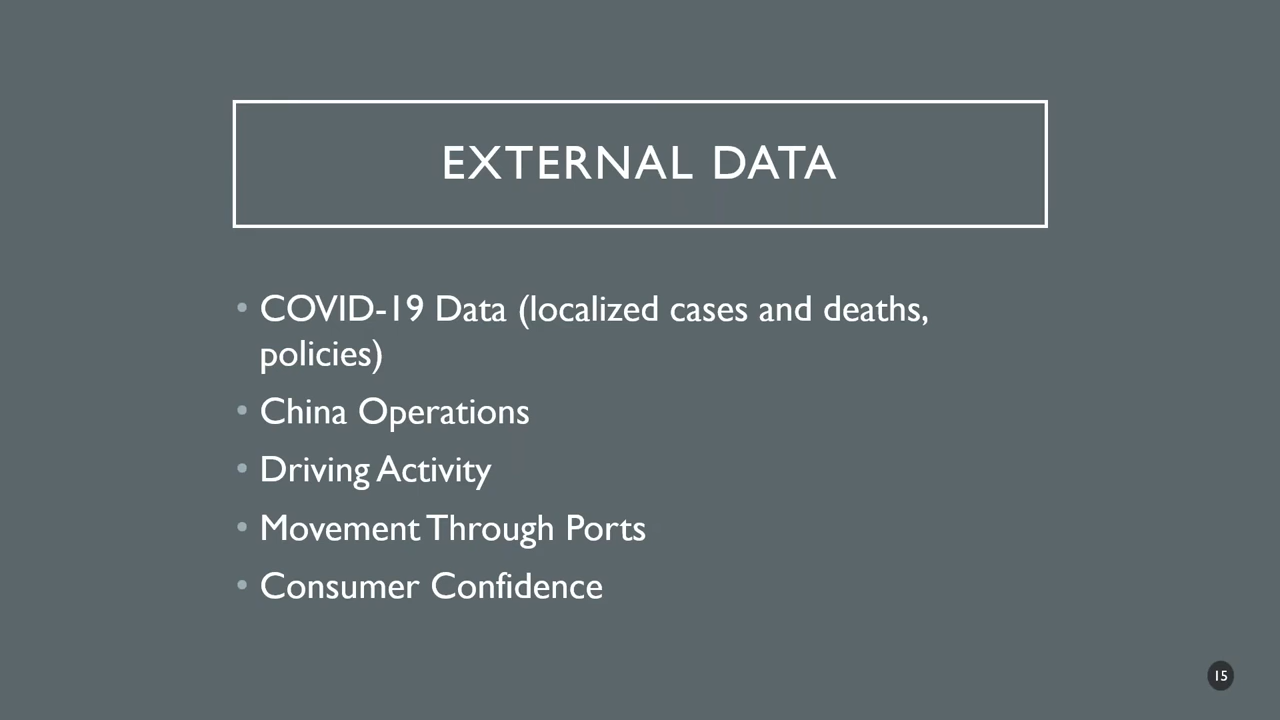 EXTERNAL DATA
• COVID-19 Data (localized cases and deaths,
policies)
• China Operations
• Driving Activity
• Movement Through Ports
• Consumer Confidence
15